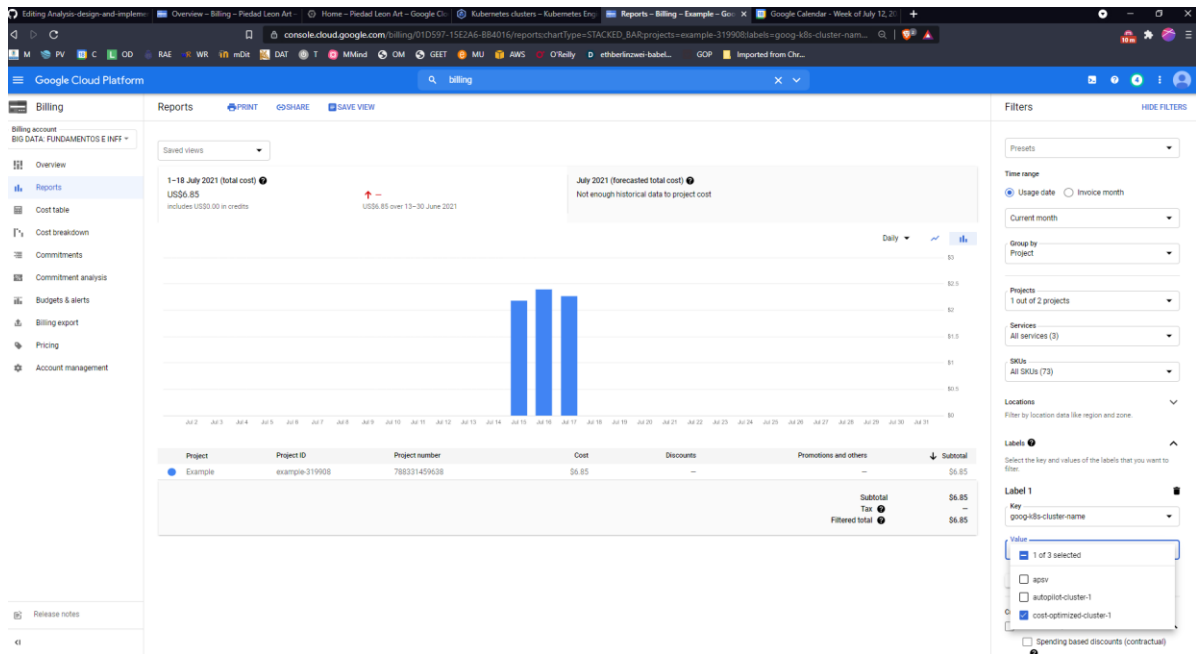 Editing Analysis-design-and-impleme
Overview – Billing – Piedad Leon Art –
Home – Piedad Leon Art – Google Clo
Kubernetes clusters – Kubernetes Eng
Reports – Billing – Example – Goo
Google Calendar - Week of July 12, 20
console.cloud.google.com/billing/01D597-15E2A6-BB4016/reports;chartType=STACKED_BAR;projects=example-319908;labels=goog-k8s-cluster-nam...
10m
M PV C OD RAE WR mDit DAT T MMind OM GEET MU AWS O'Reilly ethberlinzwei-babel... GOP Imported from Chr...
Google Cloud Platform
billing
4
Billing
Reports
PRINT
SHARE
SAVE VIEW
Filters
HIDE FILTERS
Billing account
BIG DATA: FUNDAMENTOS E INFF
Overview
Reports
Cost table
Cost breakdown
Commitments
Commitment analysis
Budgets & alerts
Billing export
Pricing
Account management
Release notes
Saved views
1–18 July 2021 (total cost)
US$6.85
includes US$0.00 in credits
–
US$6.85 over 13–30 June 2021
July 2021 (forecasted total cost)
Not enough historical data to project cost
Daily
$3
$2.5
$2
$1.5
$1
$0.5
$0
Jul 2 Jul 3 Jul 4 Jul 5 Jul 6 Jul 7 Jul 8 Jul 9 Jul 10 Jul 11 Jul 12 Jul 13 Jul 14 Jul 15 Jul 16 Jul 17 Jul 18 Jul 19 Jul 20 Jul 21 Jul 22 Jul 23 Jul 24 Jul 25 Jul 26 Jul 27 Jul 28 Jul 29 Jul 30 Jul 31
Project Project ID Project number Cost Discounts Promotions and others Subtotal
Example example-319908 788331459638 $6.85 – – $6.85
Subtotal $6.85
Tax –
Filtered total $6.85
Presets
Time range
Usage date Invoice month
Current month
Group by
Project
Projects
1 out of 2 projects
Services
All services (3)
SKUs
All SKUs (73)
Locations
Filter by location data like region and zone.
Labels
Select the key and values of the labels that you want to
filter.
Label 1
Key
goog-k8s-cluster-name
Value
1 of 3 selected
apsv
autopilot-cluster-1
cost-optimized-cluster-1
Spending based discounts (contractual)